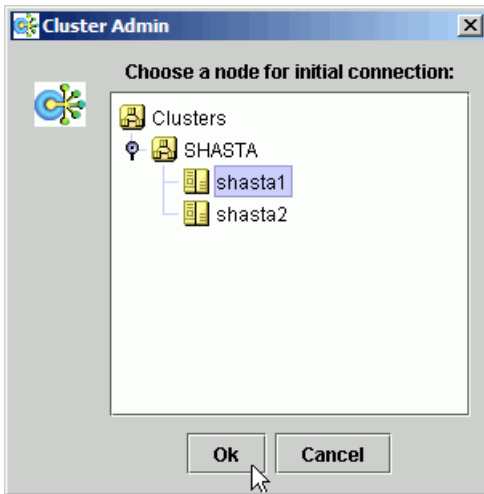 Cluster Admin
Choose a node for initial connection:
Clusters
SHASTA
shasta1
shasta2
Ok Cancel